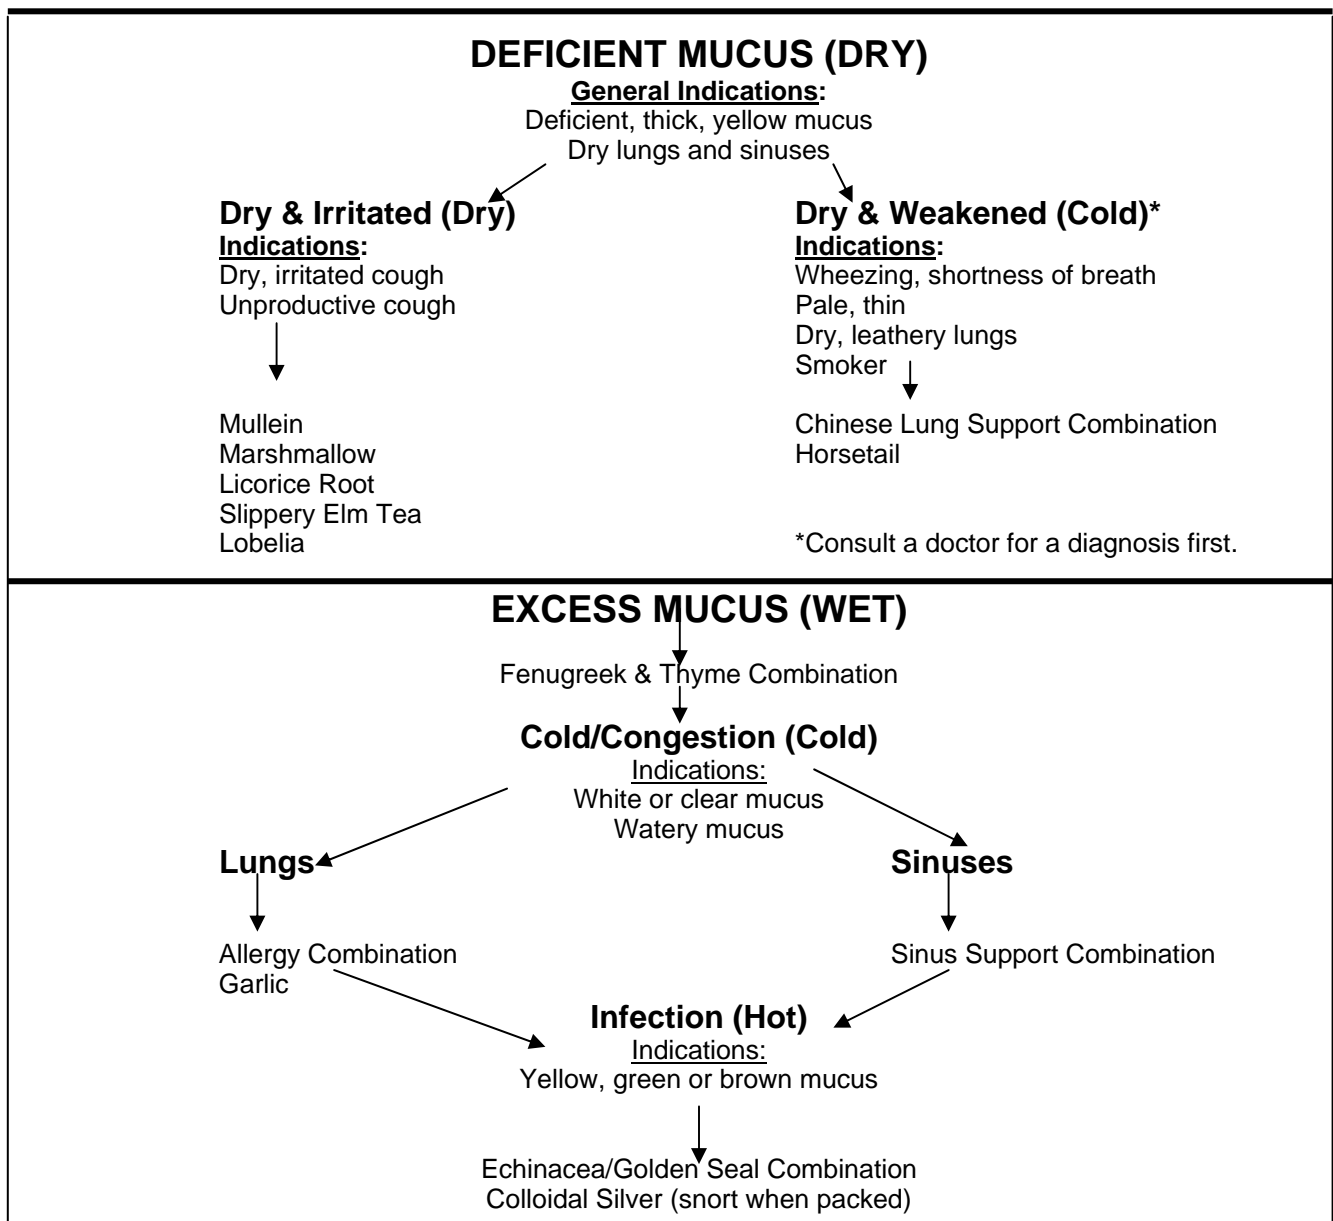 DEFICIENT MUCUS (DRY)
General Indications:
Deficient, thick, yellow mucus
Dry lungs and sinuses
Dry & Irritated (Dry)
Indications:
Dry, irritated cough
Unproductive cough
Mullein
Marshmallow
Licorice Root
Slippery Elm Tea
Lobelia
Dry & Weakened (Cold)*
Indications:
Wheezing, shortness of breath
Pale, thin
Dry, leathery lungs
Smoker
Chinese Lung Support Combination
Horsetail
*Consult a doctor for a diagnosis first.
EXCESS MUCUS (WET)
Fenugreek & Thyme Combination
Cold/Congestion (Cold)
Indications:
White or clear mucus
Watery mucus
Lungs
Allergy Combination
Garlic
Sinuses
Sinus Support Combination
Infection (Hot)
Indications:
Yellow, green or brown mucus
Echinacea/Golden Seal Combination
Colloidal Silver (snort when packed)